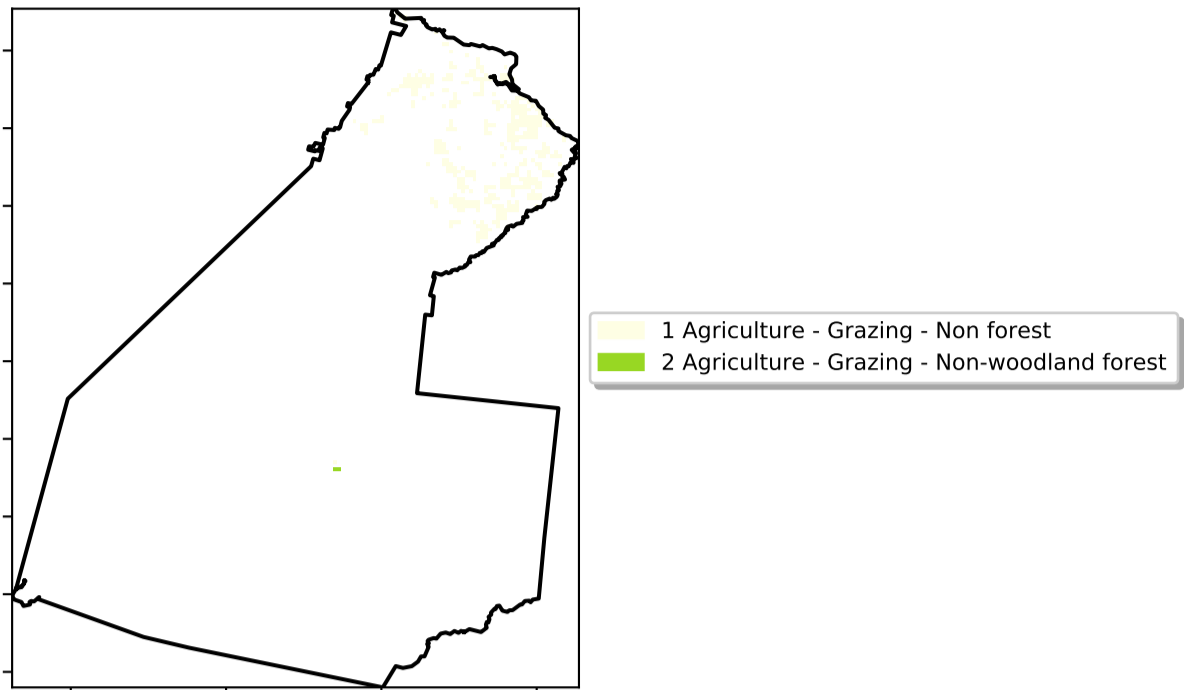 1 Agriculture - Grazing - Non forest
2 Agriculture - Grazing - Non-woodland forest